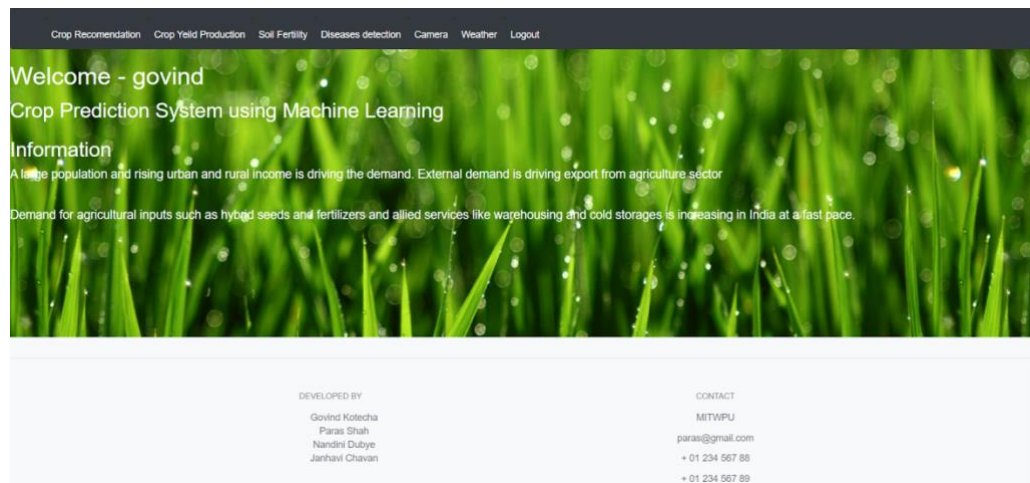 Crop Recomendation Crop Yeild Production Soil Fertility Diseases detection Camera Weather Logout
Welcome - govind
Crop Prediction System using Machine Learning
Information
A large population and rising urban and rural income is driving the demand. External demand is driving export from agriculture sector
Demand for agricultural inputs such as hybrid seeds and fertilizers and allied services like warehousing and cold storages is increasing in India at a fast pace.
DEVELOPED BY
Govind Kotecha
Paras Shah
Nandini Dubye
Janhavi Chavan
CONTACT
MITWPU
paras@gmail.com
+ 01 234 567 88
+ 01 234 567 89